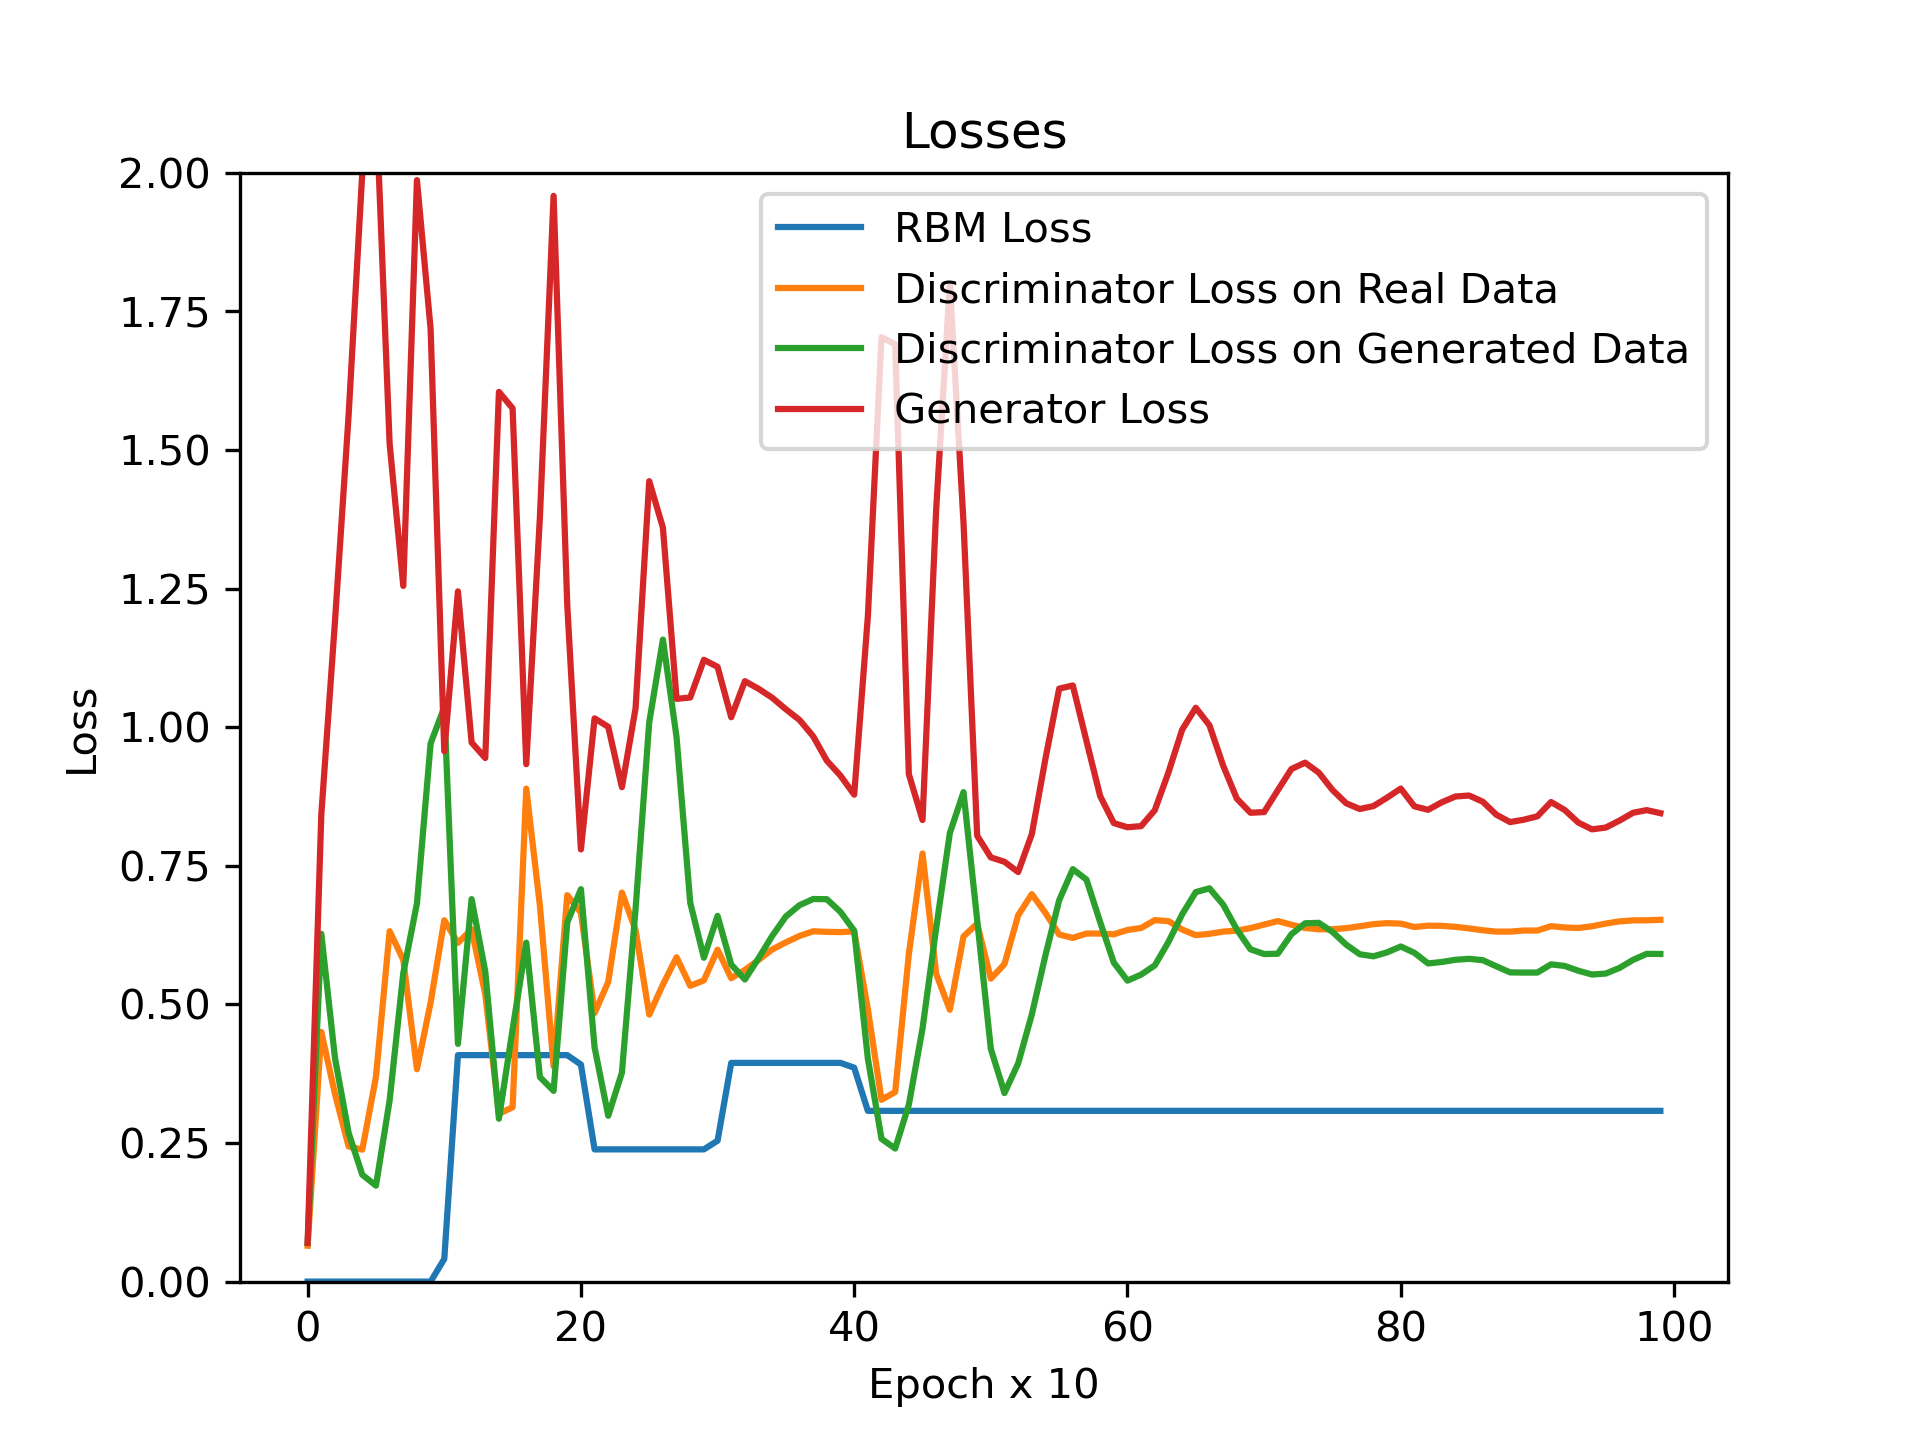 Losses
2.00
1.75
1.50
1.25
1.00
0.75
0.50
0.25
0.00
Loss
RBM Loss
Discriminator Loss on Real Data
Discriminator Loss on Generated Data
Generator Loss
0 20 40 60 80 100
Epoch x 10